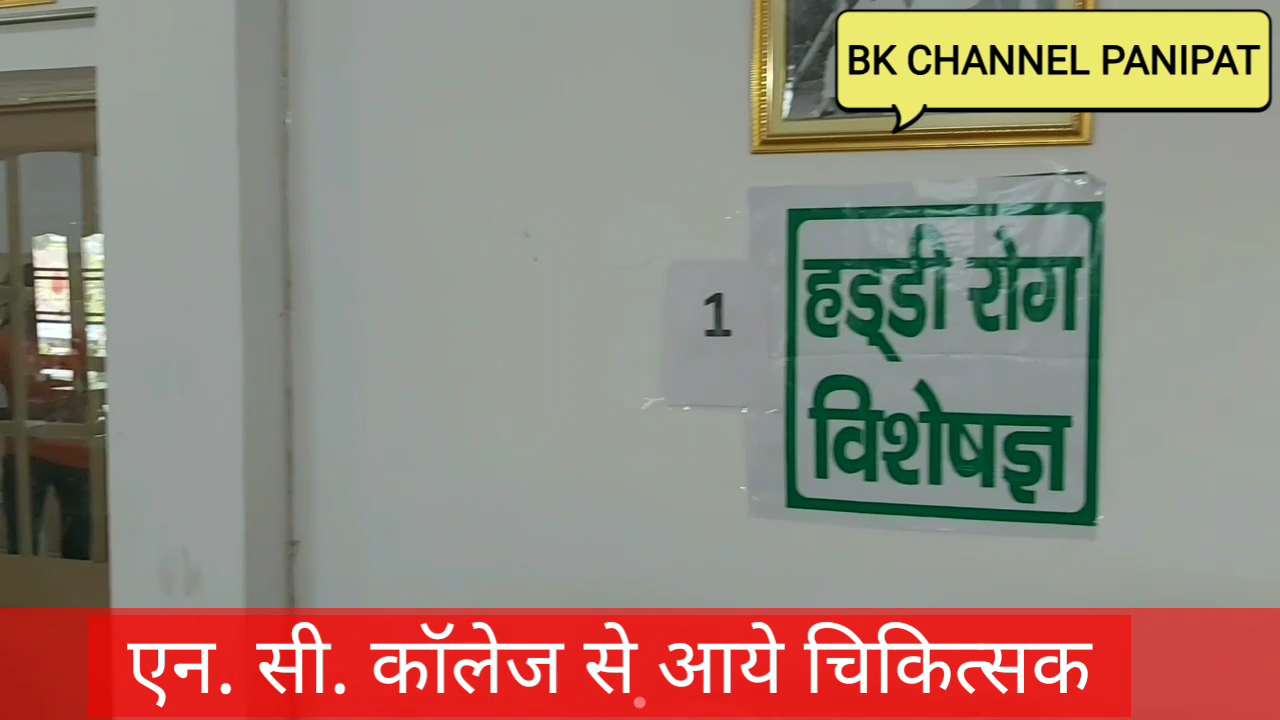 BK CHANNEL PANIPAT
1
हड्डी रोग
विशेषज्ञ
एन. सी. कॉलेज से आये चिकित्सक